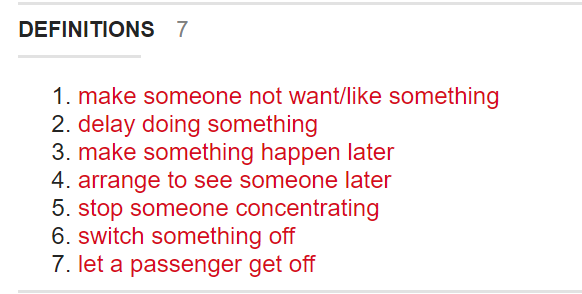 DEFINITIONS 7
1. make someone not want/like something
2. delay doing something
3. make something happen later
4. arrange to see someone later
5. stop someone concentrating
6. switch something off
7. let a passenger get off